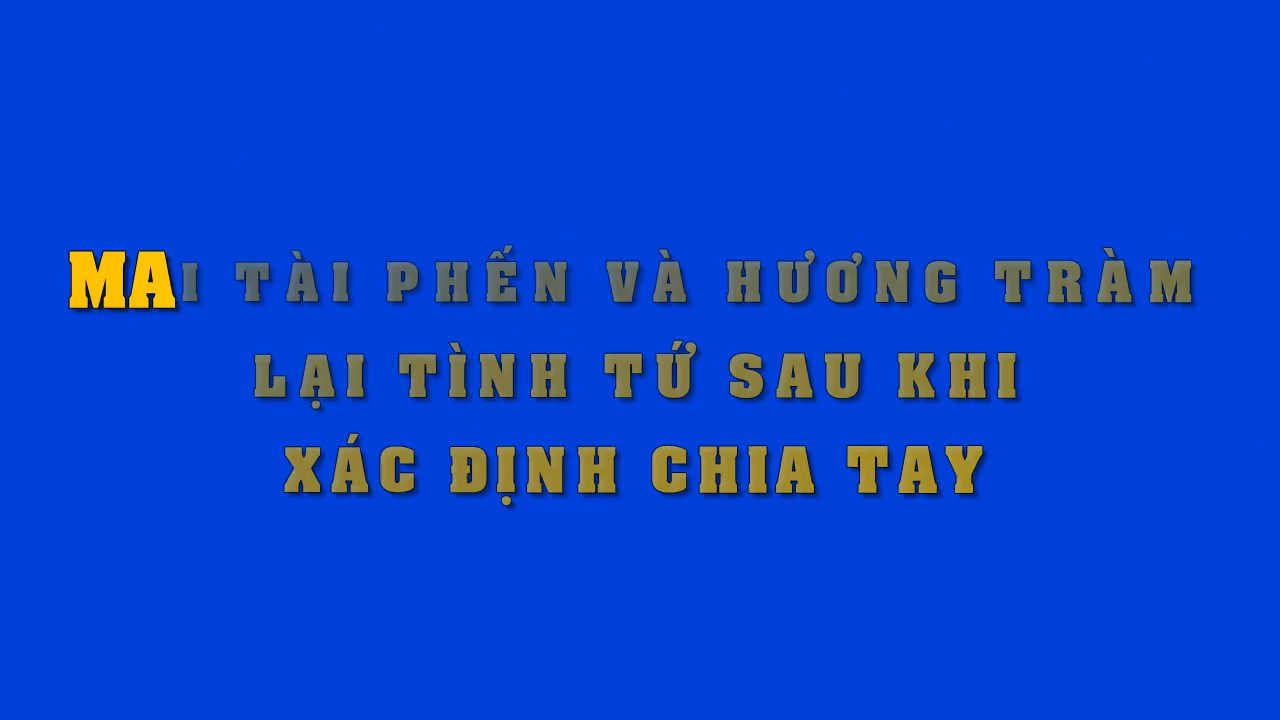 MAI TÀI PHẾN VÀ HƯƠNG TRÀM
LẠI TÌNH TỨ SAU KHI
XÁC ĐỊNH CHIA TAY